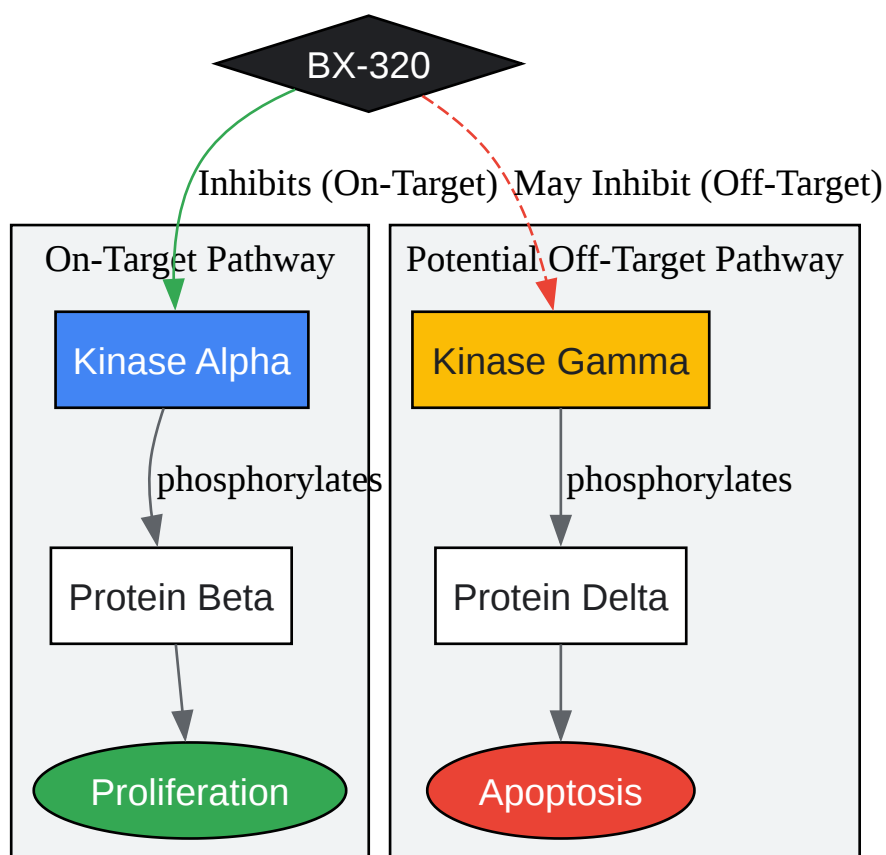 BX-320
Inhibits (On-Target)
May Inhibit (Off-Target)
On-Target Pathway
Potential Off-Target Pathway
Kinase Alpha
Kinase Gamma
phosphorylates
phosphorylates
Protein Beta
Protein Delta
Proliferation
Apoptosis